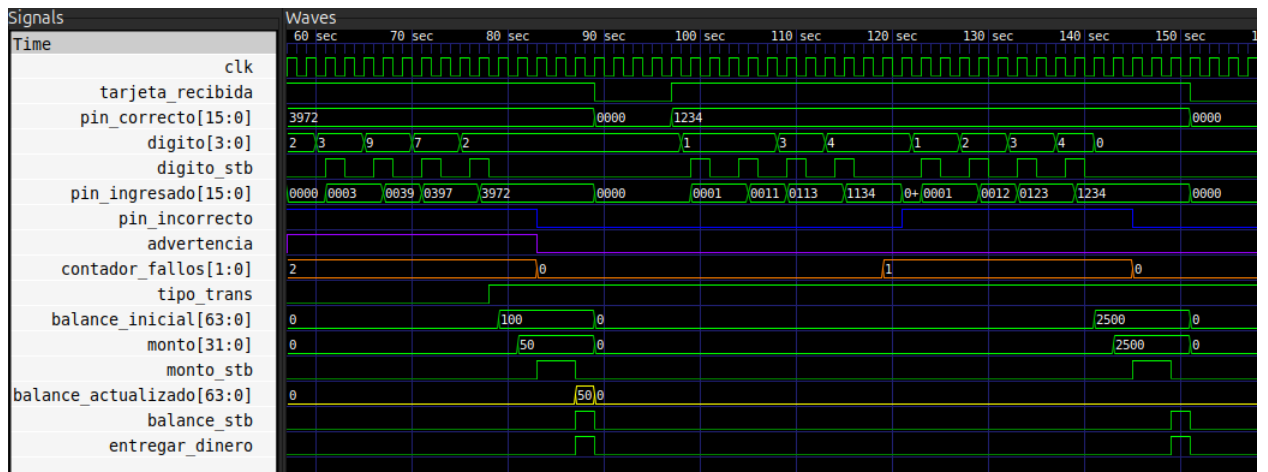 Signals
Waves
60 sec 70 sec 80 sec 90 sec 100 sec 110 sec 120 sec 130 sec 140 sec 150 sec 1
Time
clk
tarjeta_recibida
pin_correcto[15:0] 3972 0000 1234 0000
digito[3:0] 2 3 9 7 2 1 3 4 1 2 3 4 0
digito_stb
pin_ingresado[15:0] 0000 0003 0039 0397 3972 0000 0001 0011 0113 1134 0+ 0001 0012 0123 1234 0000
pin_incorrecto
advertencia
contador_fallos[1:0] 2 0 1 0
tipo_trans
balance_inicial[63:0] 0 100 0 2500 0
monto[31:0] 0 50 0 2500 0
monto_stb
balance_actualizado[63:0] 0 50 0
balance_stb
entregar_dinero